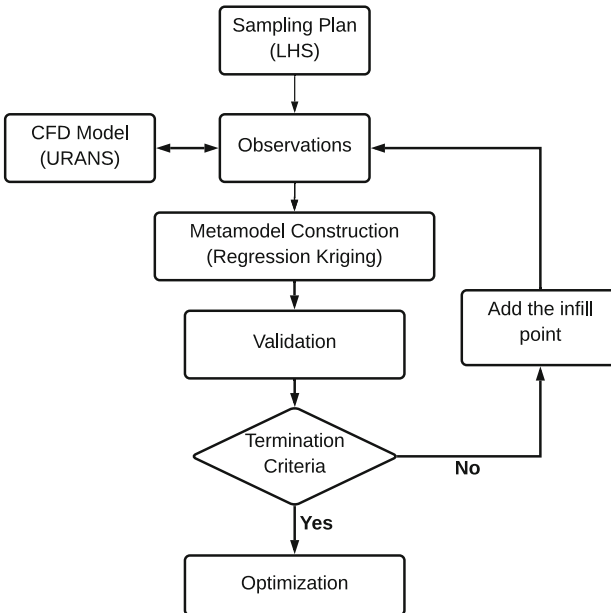 Sampling Plan
(LHS)
CFD Model
(URANS)
Observations
Metamodel Construction
(Regression Kriging)
Add the infill
point
Validation
Termination
Criteria
No
Yes
Optimization